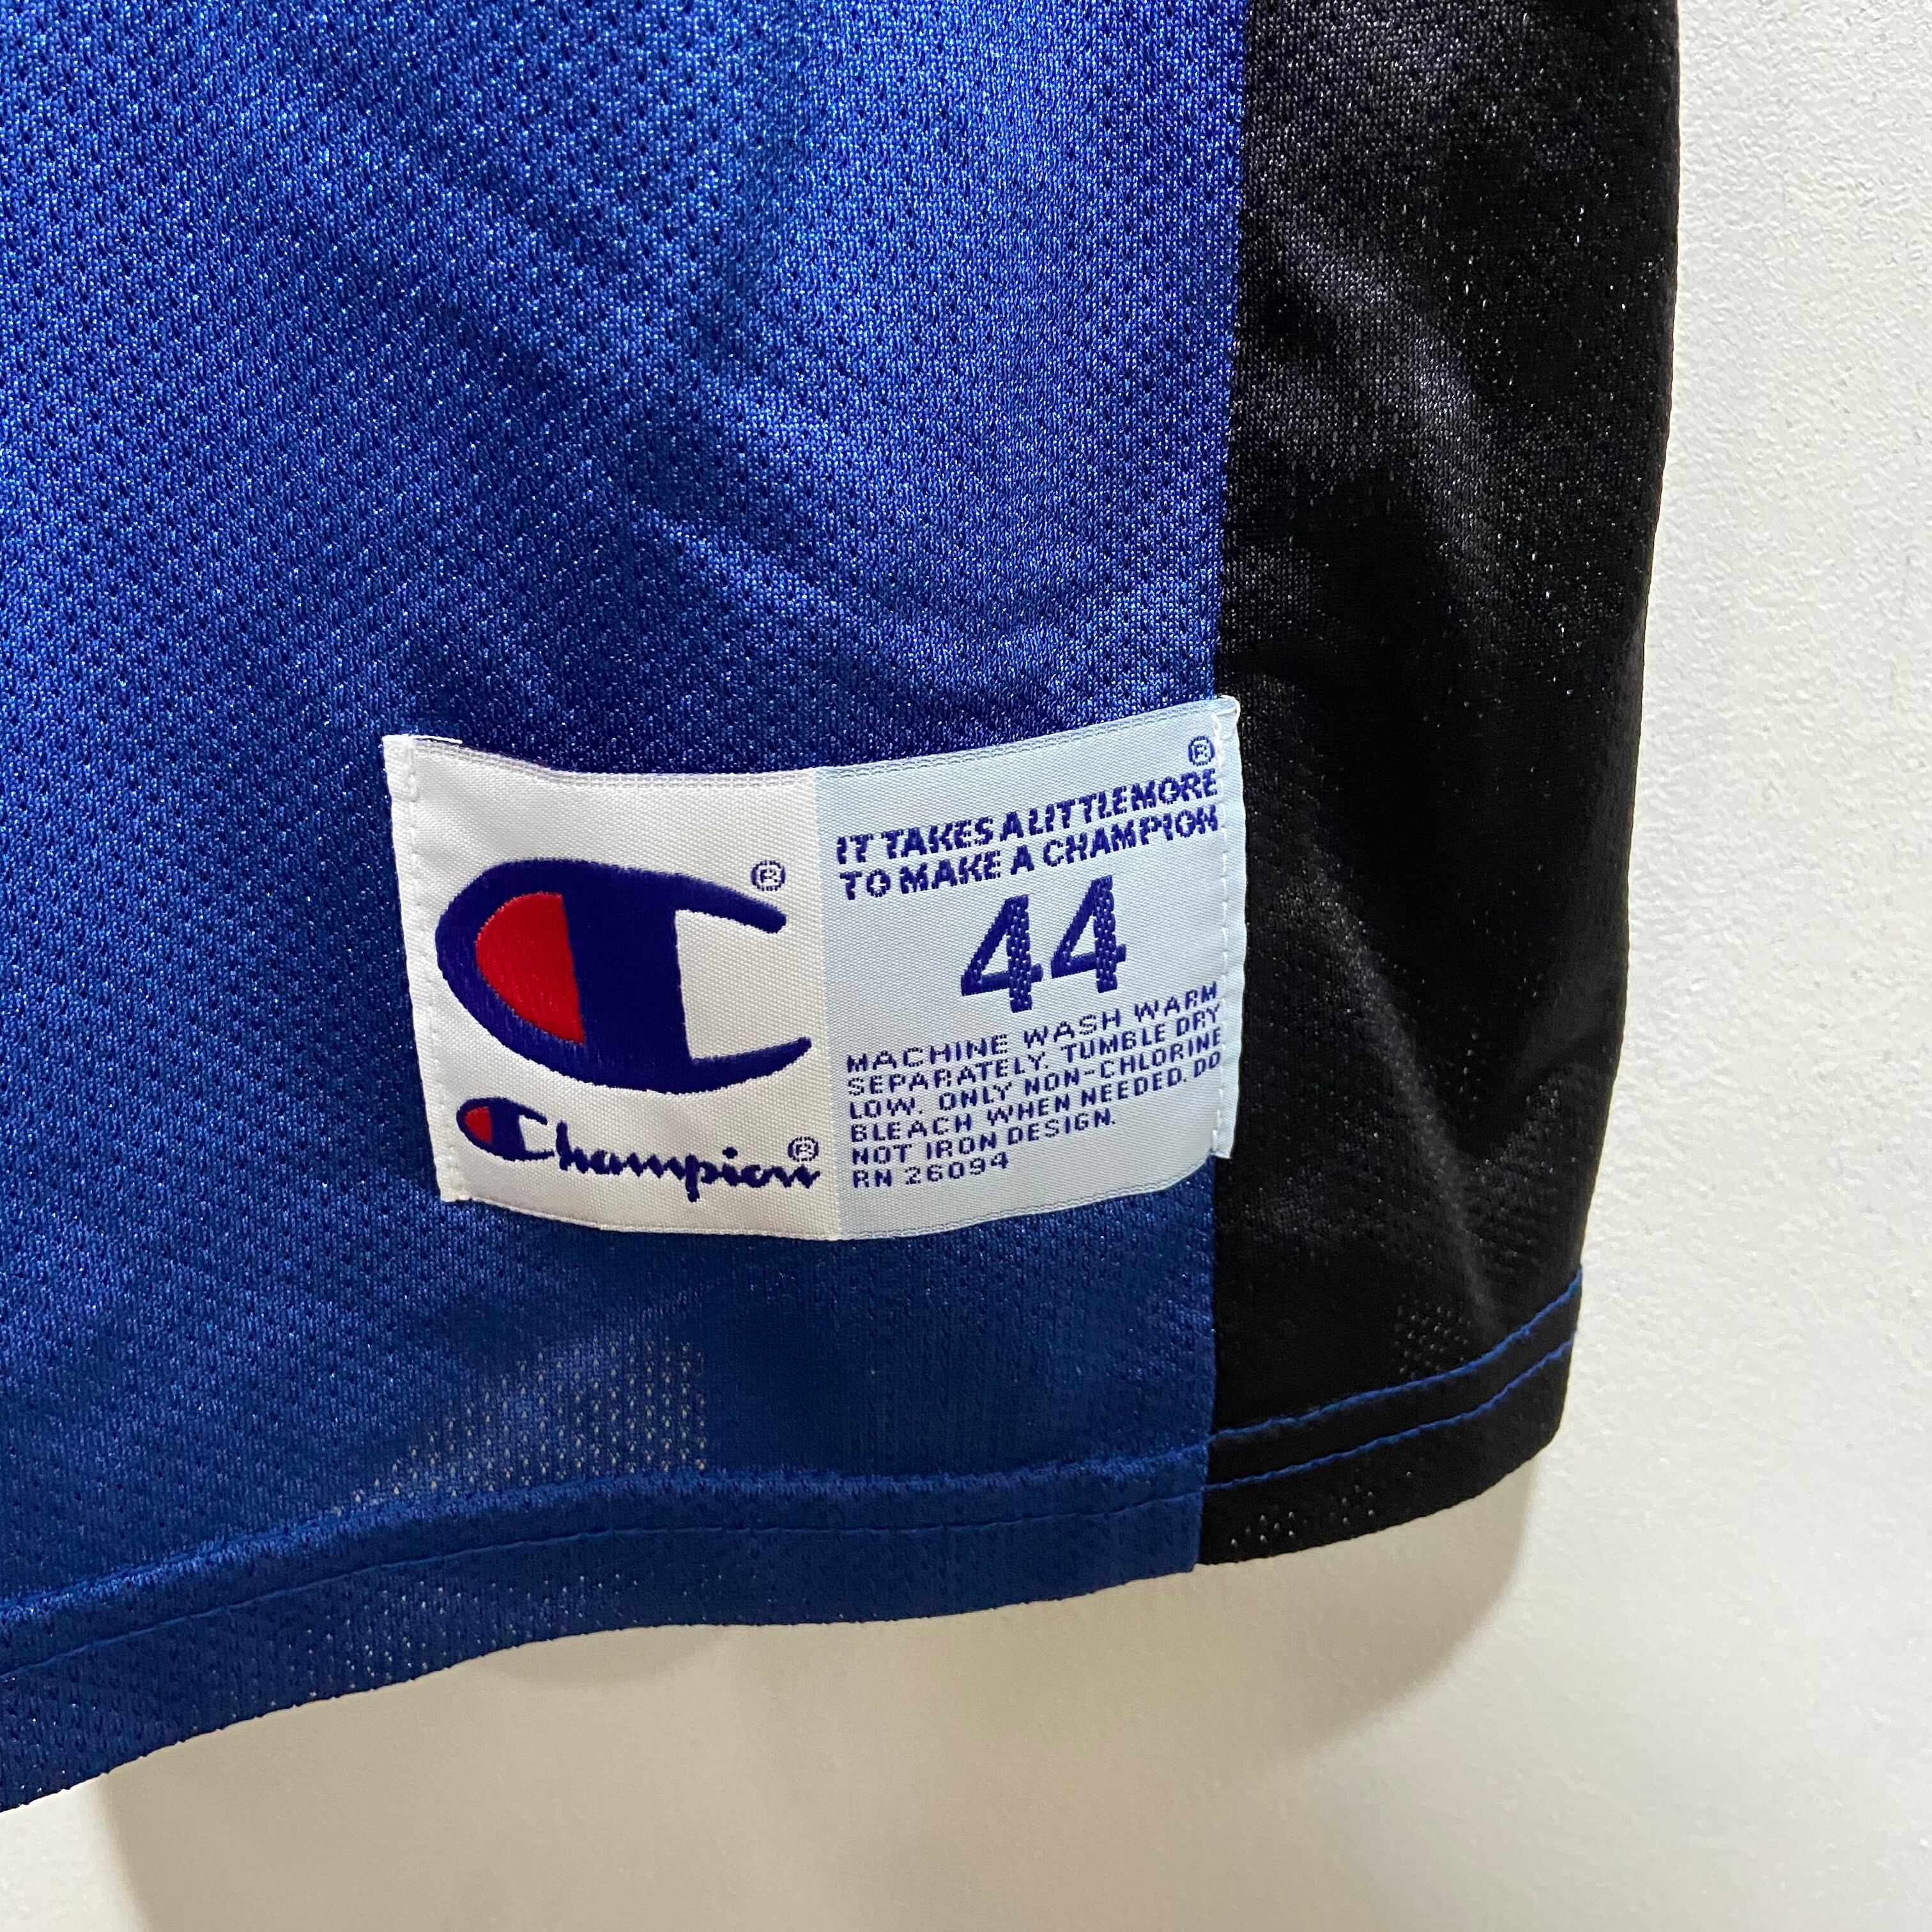 ®
Champion ®
®
IT TAKES A LITTLE MORE
TO MAKE A CHAMPION
44
MACHINE WASH WARM
SEPARATELY. TUMBLE DRY
LOW. ONLY NON-CHLORINE
BLEACH WHEN NEEDED. DO
NOT IRON DESIGN.
RN 26094